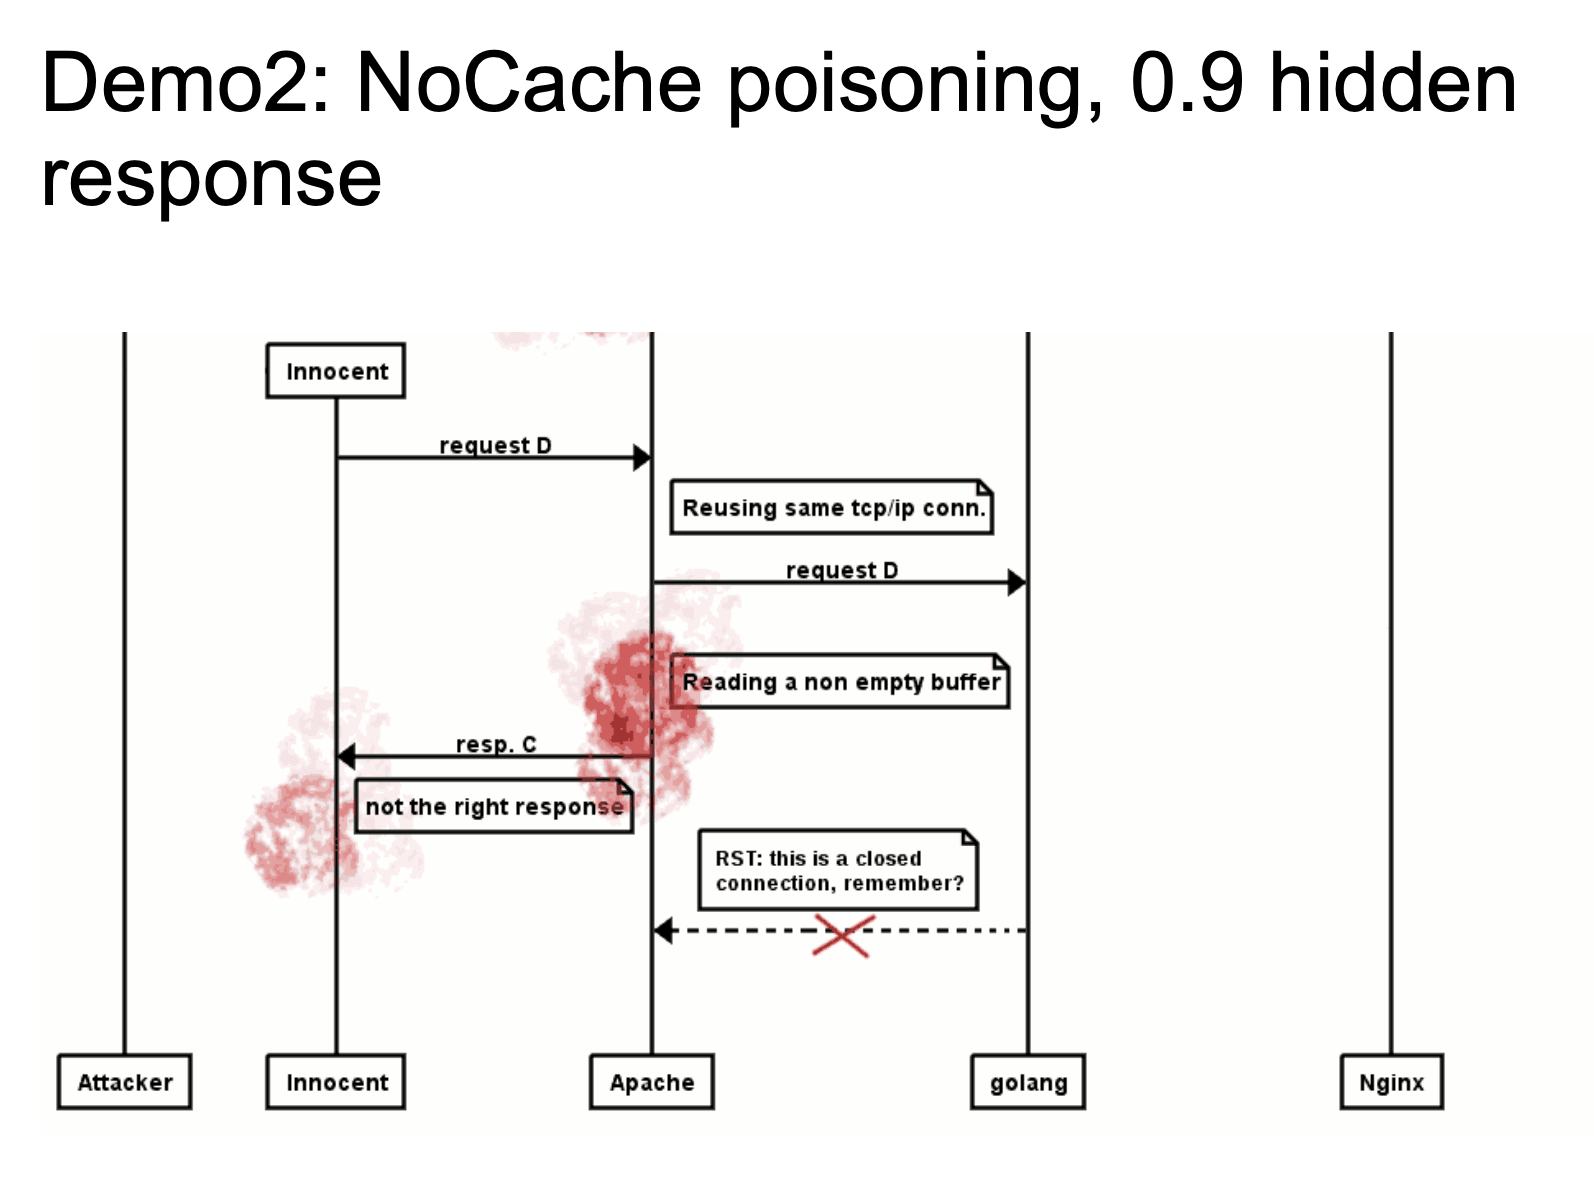 Demo2: NoCache poisoning, 0.9 hidden
response
Innocent
request D
Reusing same tcp/ip conn.
request D
Reading a non empty buffer
resp. C
not the right response
RST: this is a closed
connection, remember?
Attacker
Innocent
Apache
golang
Nginx